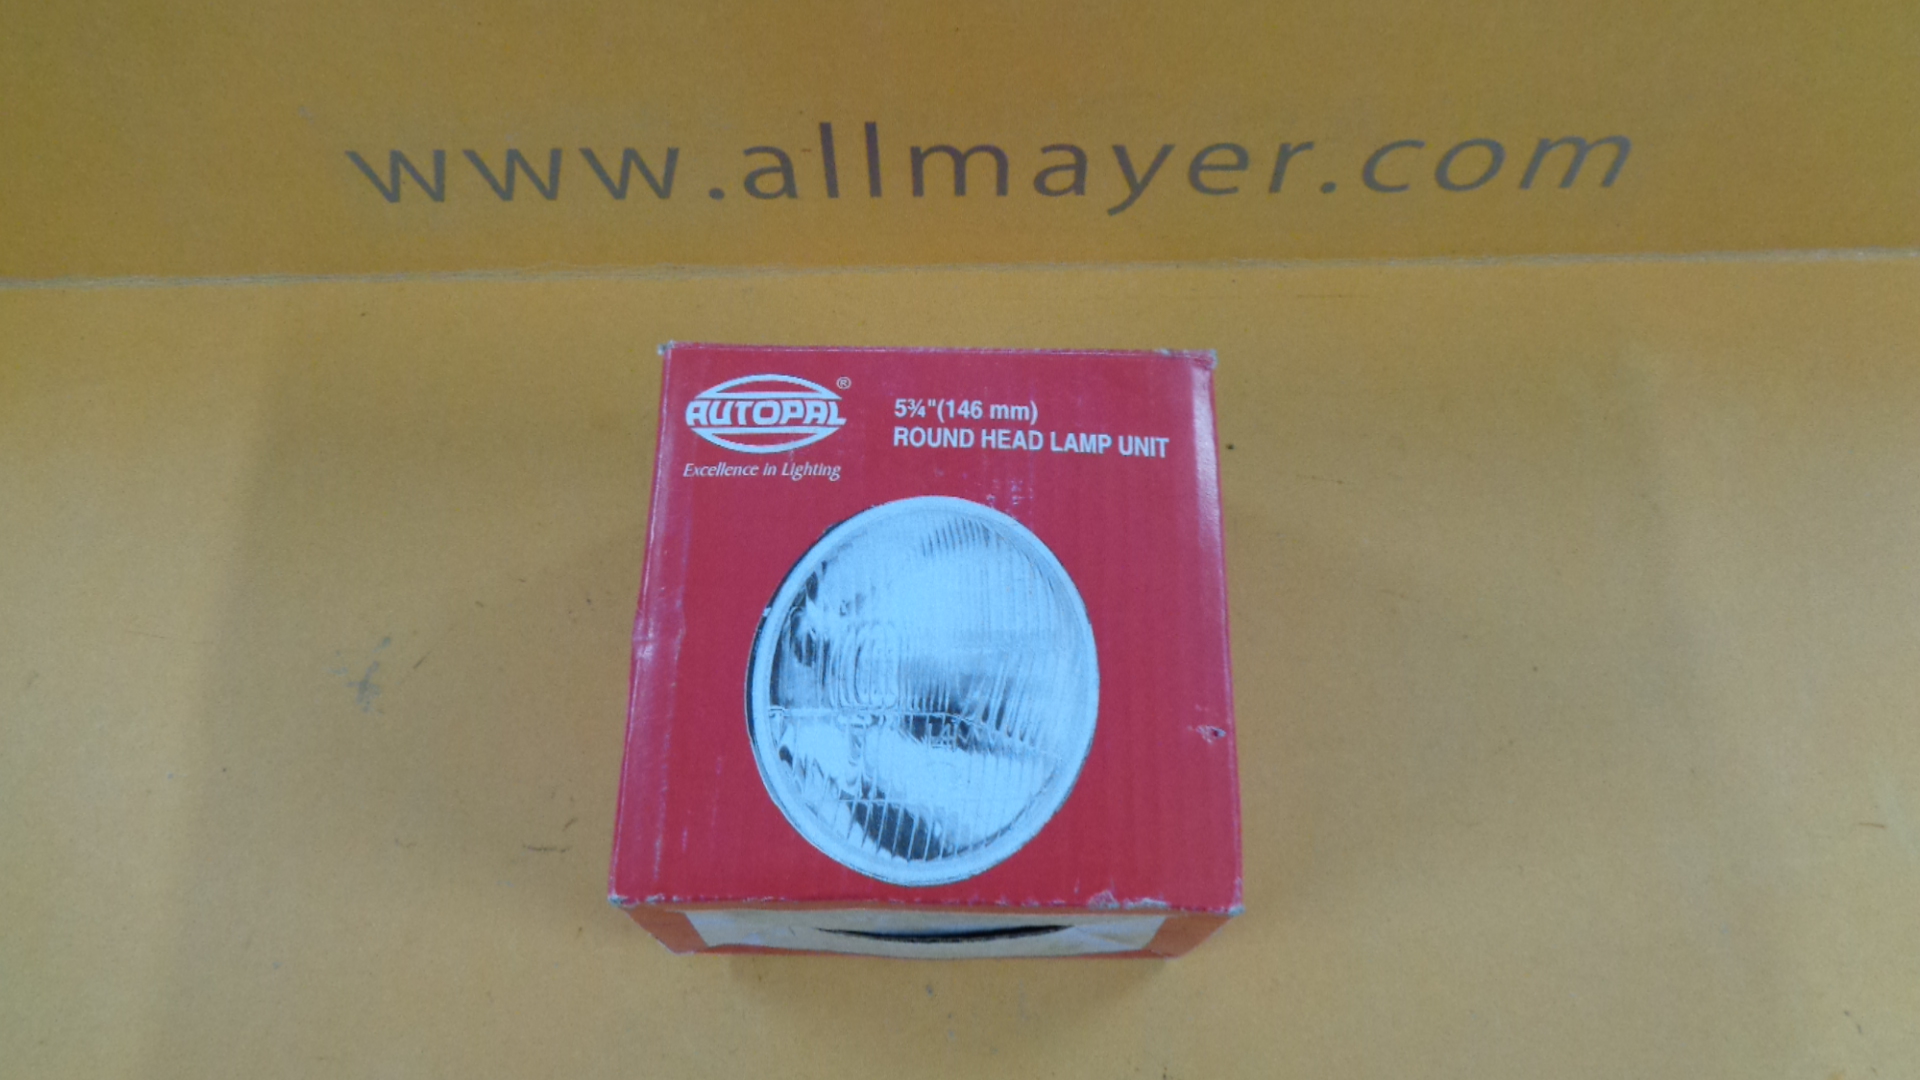 www.allmayer.com
AUTOPAL®
Excellence in Lighting
5¾"(146 mm)
ROUND HEAD LAMP UNIT